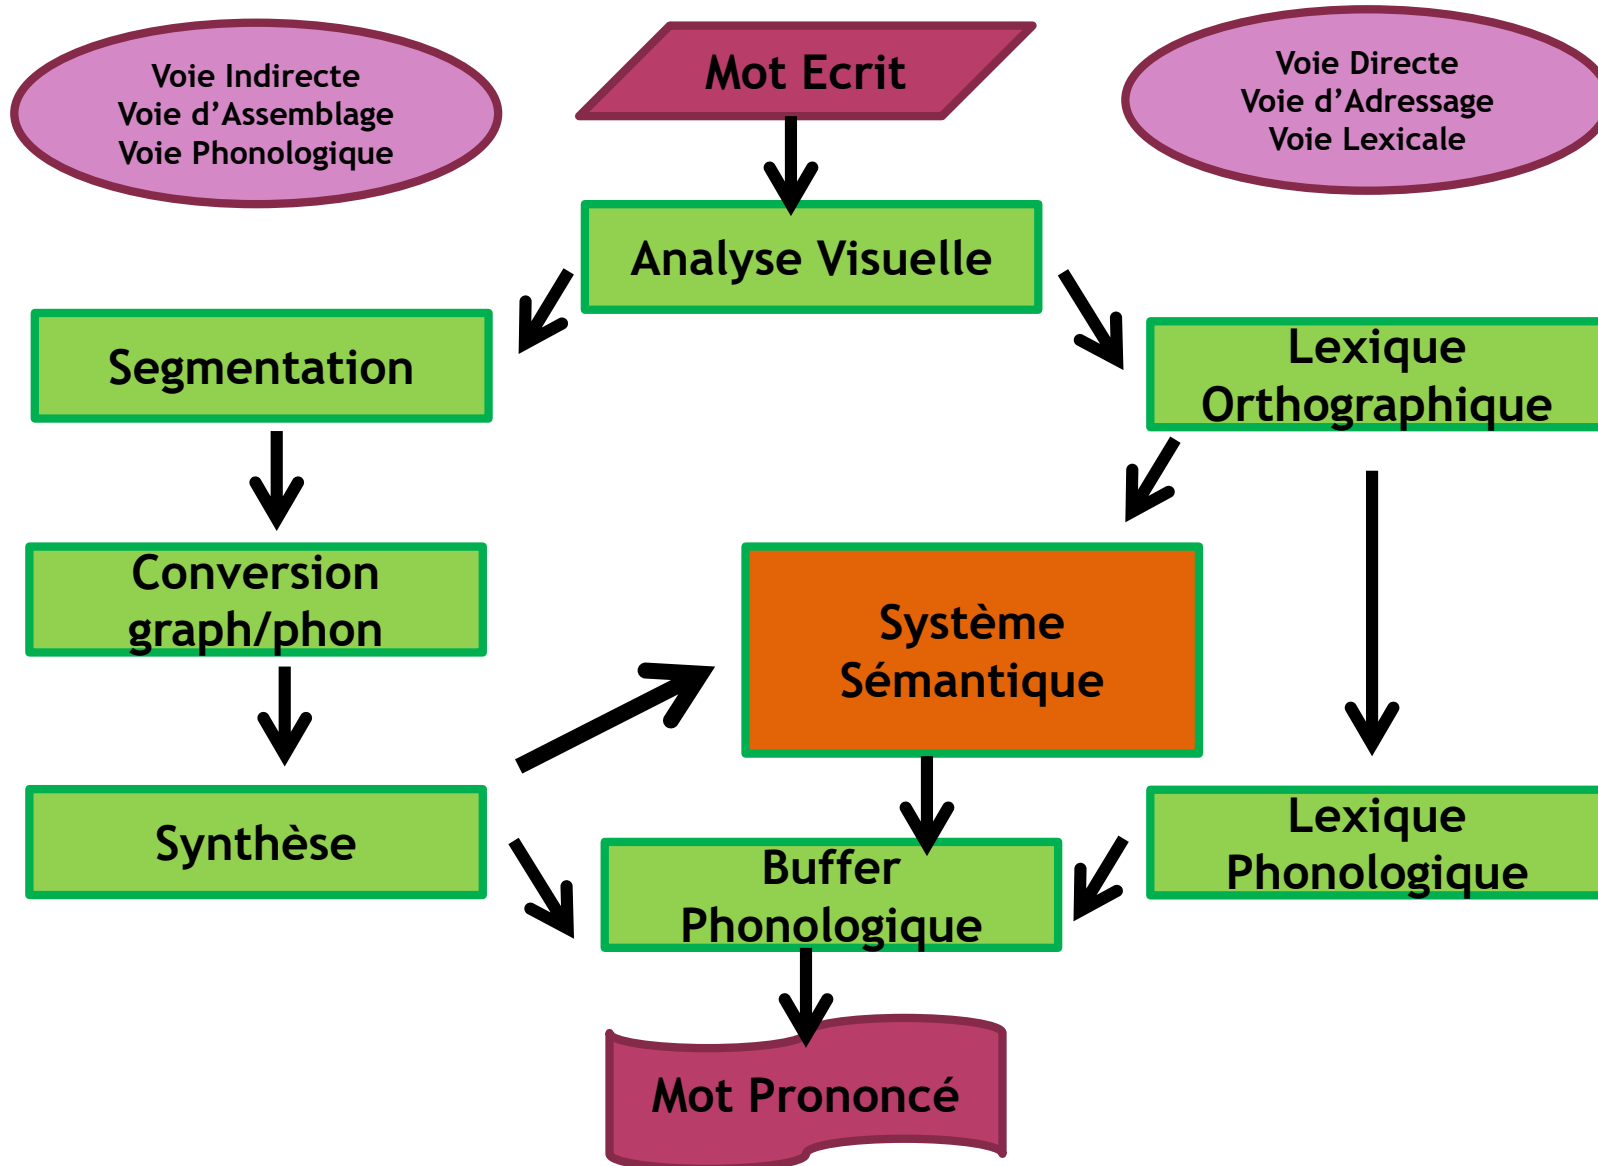 Voie Indirecte
Voie d’Assemblage
Voie Phonologique
Mot Ecrit
Voie Directe
Voie d’Adressage
Voie Lexicale
Analyse Visuelle
Segmentation
Lexique
Orthographique
Conversion
graph/phon
Système
Sémantique
Synthèse
Buffer
Phonologique
Lexique
Phonologique
Mot Prononcé